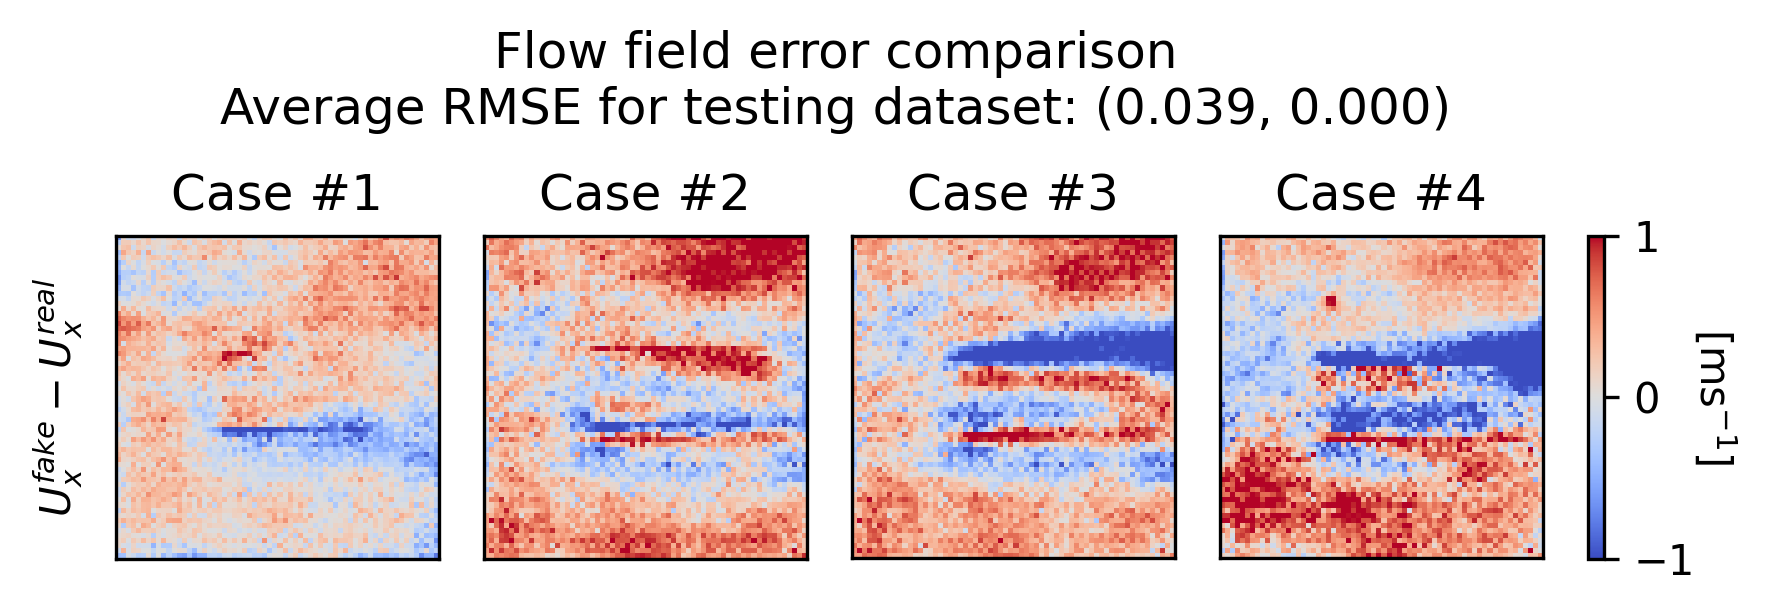 Flow field error comparison
Average RMSE for testing dataset: (0.039, 0.000)
Case #1 Case #2 Case #3 Case #4
U_x^{fake} − U_x^{real}
1
0
−1
[ms⁻¹]